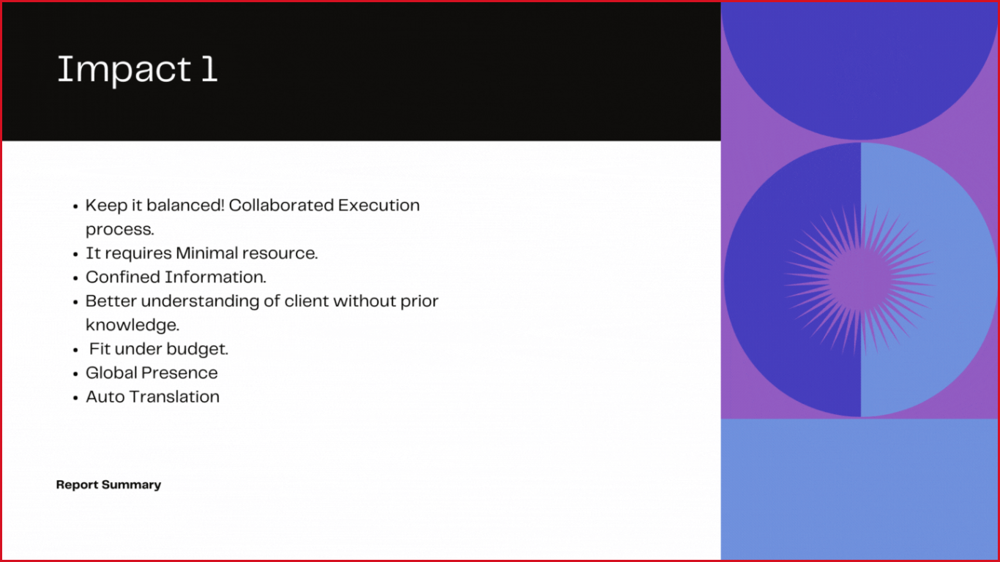 Impact 1
• Keep it balanced! Collaborated Execution
process.
• It requires Minimal resource.
• Confined Information.
• Better understanding of client without prior
knowledge.
• Fit under budget.
• Global Presence
• Auto Translation
Report Summary